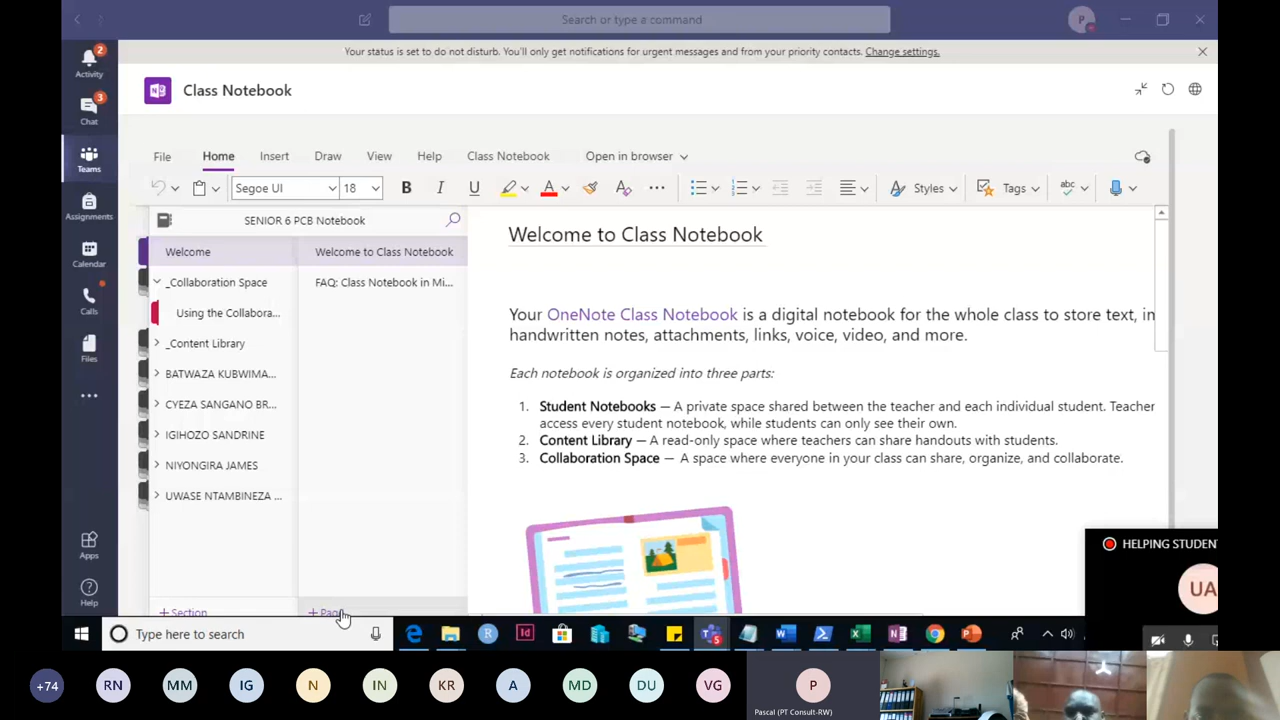 Search or type a command
P
Your status is set to do not disturb. You'll only get notifications for urgent messages and from your priority contacts. Change settings.
2
Activity
3
Chat
Teams
Assignments
Calendar
Calls
Files
Apps
Help
Class Notebook
File Home Insert Draw View Help Class Notebook Open in browser
Segoe UI 18 B I U A A Styles Tags abc
SENIOR 6 PCB Notebook
Welcome
_Collaboration Space
Using the Collabora...
_Content Library
BATWAZA KUBWIMA...
CYEZA SANGANO BR...
IGIHOZO SANDRINE
NIYONGIRA JAMES
UWASE NTAMBINEZA ...
+ Section
Welcome to Class Notebook
FAQ: Class Notebook in Mi...
+ Pag
Welcome to Class Notebook
Your OneNote Class Notebook is a digital notebook for the whole class to store text, im
handwritten notes, attachments, links, voice, video, and more.
Each notebook is organized into three parts:
1. Student Notebooks — A private space shared between the teacher and each individual student. Teacher
access every student notebook, while students can only see their own.
2. Content Library — A read-only space where teachers can share handouts with students.
3. Collaboration Space — A space where everyone in your class can share, organize, and collaborate.
HELPING STUDENT
UA
Type here to search
R Id 5
+74 RN MM IG N IN KR A MD DU VG P
Pascal (PT Consult-RW)